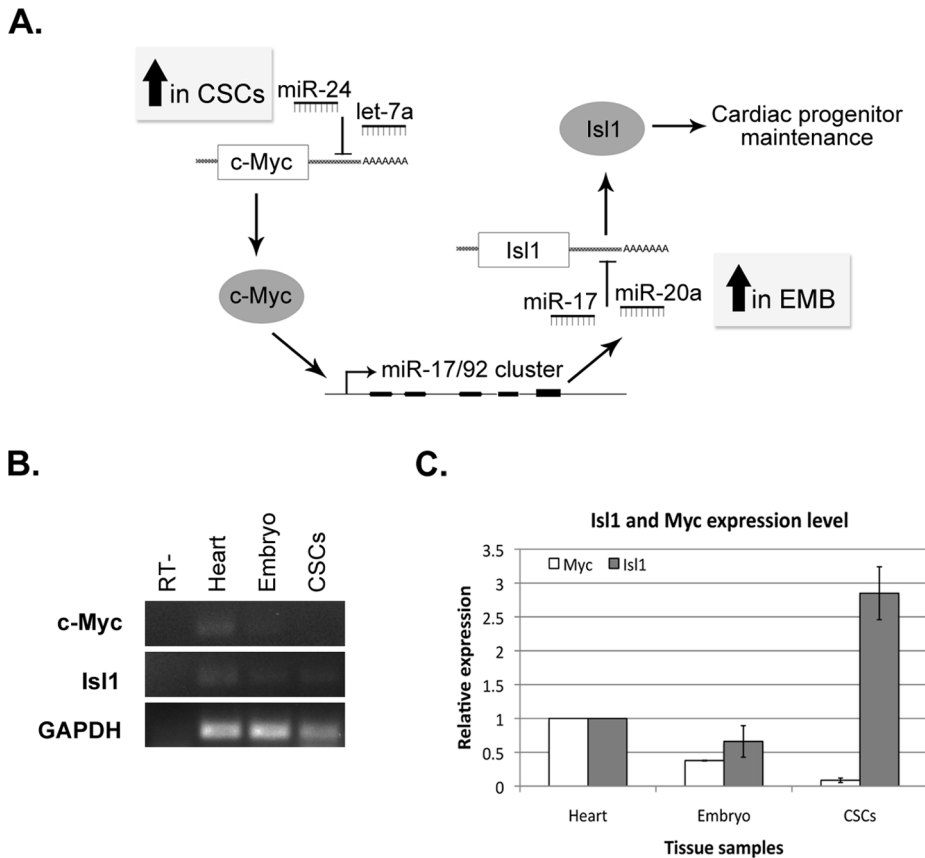 A.
in CSCs
miR-24
let-7a
c-Myc
AAAAAAA
c-Myc
miR-17/92 cluster
Isl1
Cardiac progenitor
maintenance
Isl1
AAAAAAA
miR-17
miR-20a
in EMB
B.
RT-
Heart
Embryo
CSCs
c-Myc
Isl1
GAPDH
C.
Isl1 and Myc expression level
Myc
Isl1
Relative expression
3.5
3
2.5
2
1.5
1
0.5
0
Heart
Embryo
CSCs
Tissue samples